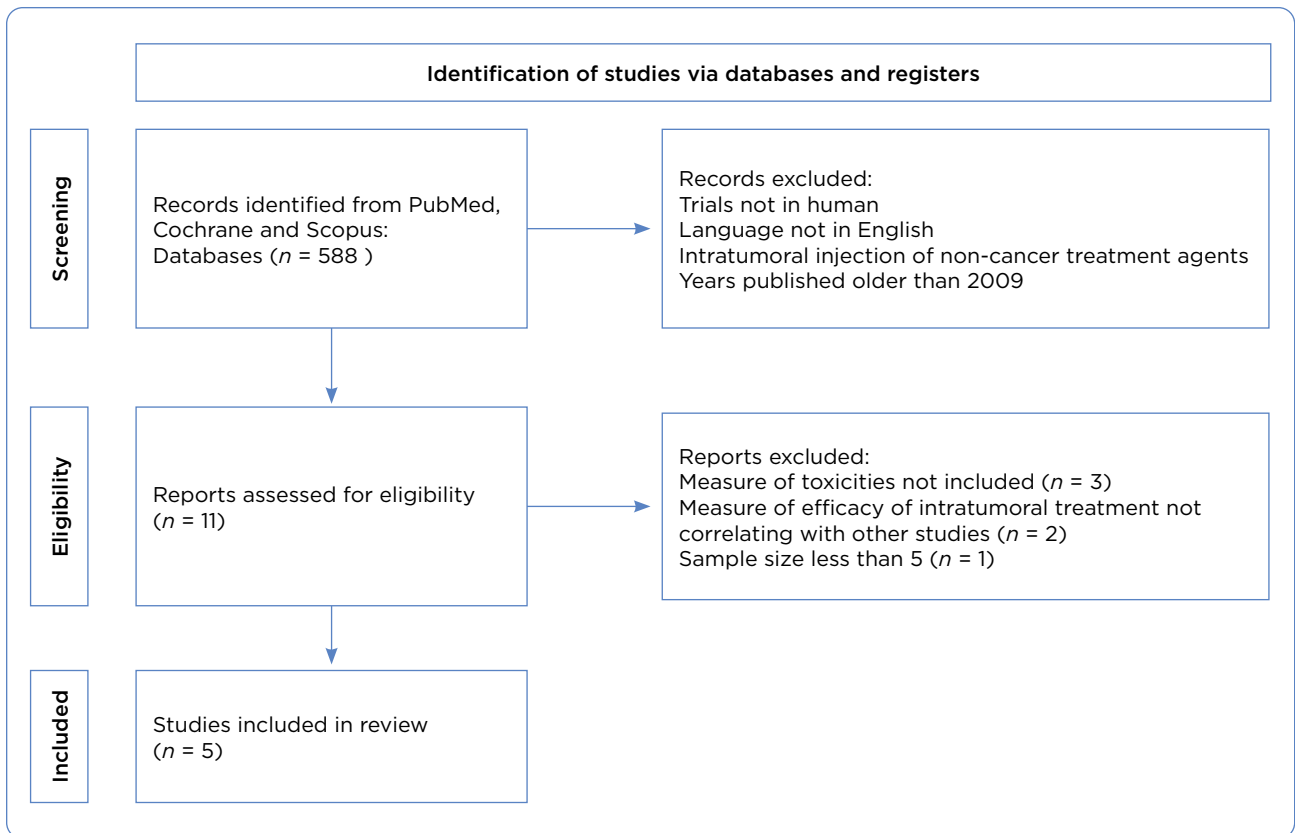 Identification of studies via databases and registers
Screening
Records identified from PubMed,
Cochrane and Scopus:
Databases (n = 588 )
Records excluded:
Trials not in human
Language not in English
Intratumoral injection of non-cancer treatment agents
Years published older than 2009
Eligibility
Reports assessed for eligibility
(n = 11)
Reports excluded:
Measure of toxicities not included (n = 3)
Measure of efficacy of intratumoral treatment not
correlating with other studies (n = 2)
Sample size less than 5 (n = 1)
Included
Studies included in review
(n = 5)